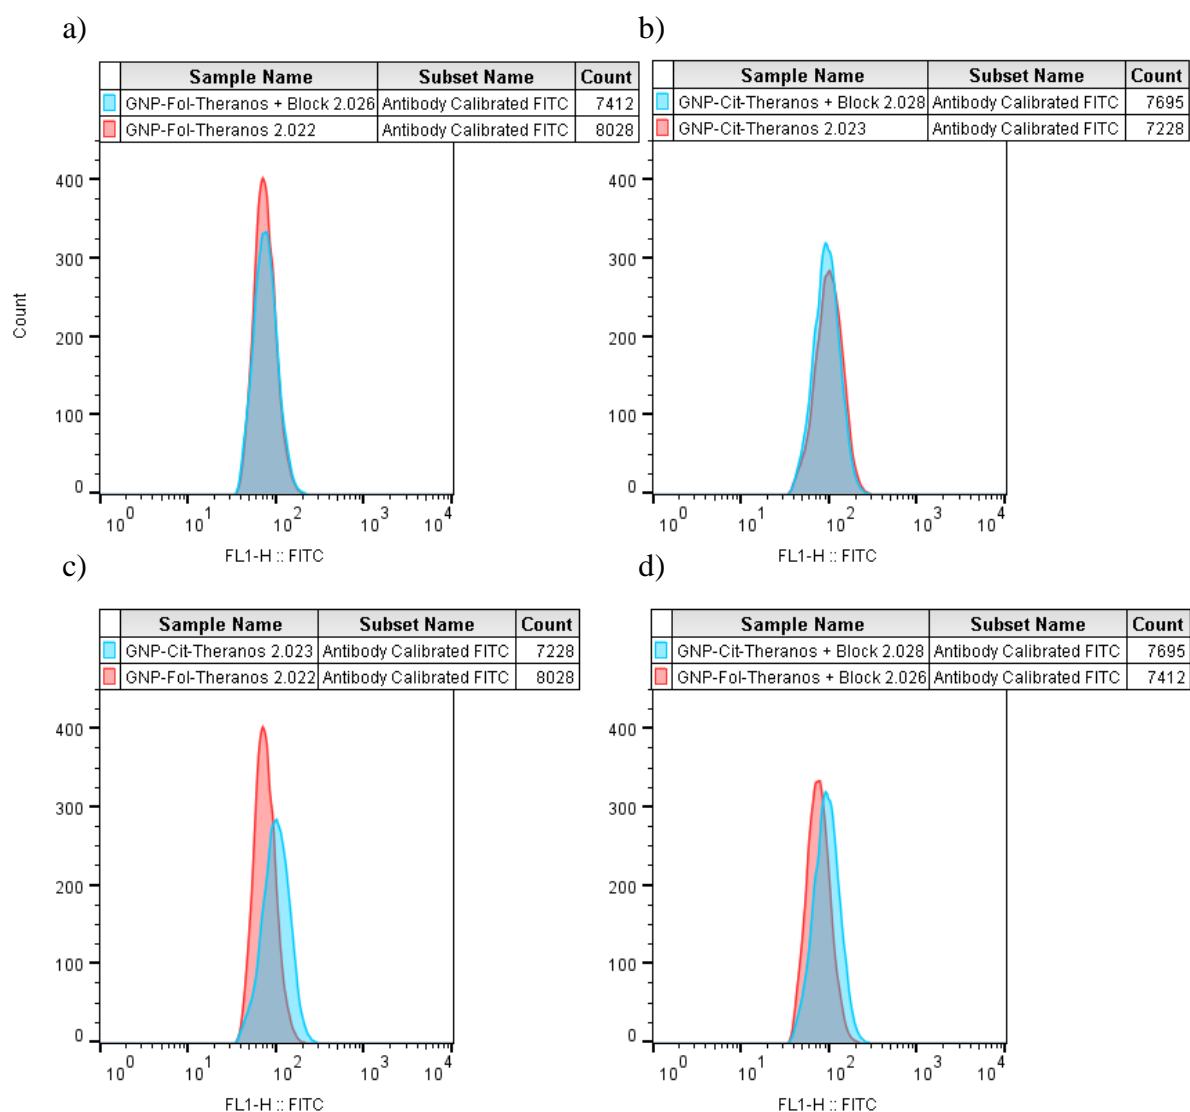 a)
Sample Name Subset Name Count
GNP-Fol-Theranos + Block 2.026 Antibody Calibrated FITC 7412
GNP-Fol-Theranos 2.022 Antibody Calibrated FITC 8028
400
300
200
100
0
Count
10^0 10^1 10^2 10^3 10^4
FL1-H :: FITC
b)
Sample Name Subset Name Count
GNP-Cit-Theranos + Block 2.028 Antibody Calibrated FITC 7695
GNP-Cit-Theranos 2.023 Antibody Calibrated FITC 7228
400
300
200
100
0
10^0 10^1 10^2 10^3 10^4
FL1-H :: FITC
c)
Sample Name Subset Name Count
GNP-Cit-Theranos 2.023 Antibody Calibrated FITC 7228
GNP-Fol-Theranos 2.022 Antibody Calibrated FITC 8028
400
300
200
100
0
10^0 10^1 10^2 10^3 10^4
FL1-H :: FITC
d)
Sample Name Subset Name Count
GNP-Cit-Theranos + Block 2.028 Antibody Calibrated FITC 7695
GNP-Fol-Theranos + Block 2.026 Antibody Calibrated FITC 7412
400
300
200
100
0
10^0 10^1 10^2 10^3 10^4
FL1-H :: FITC